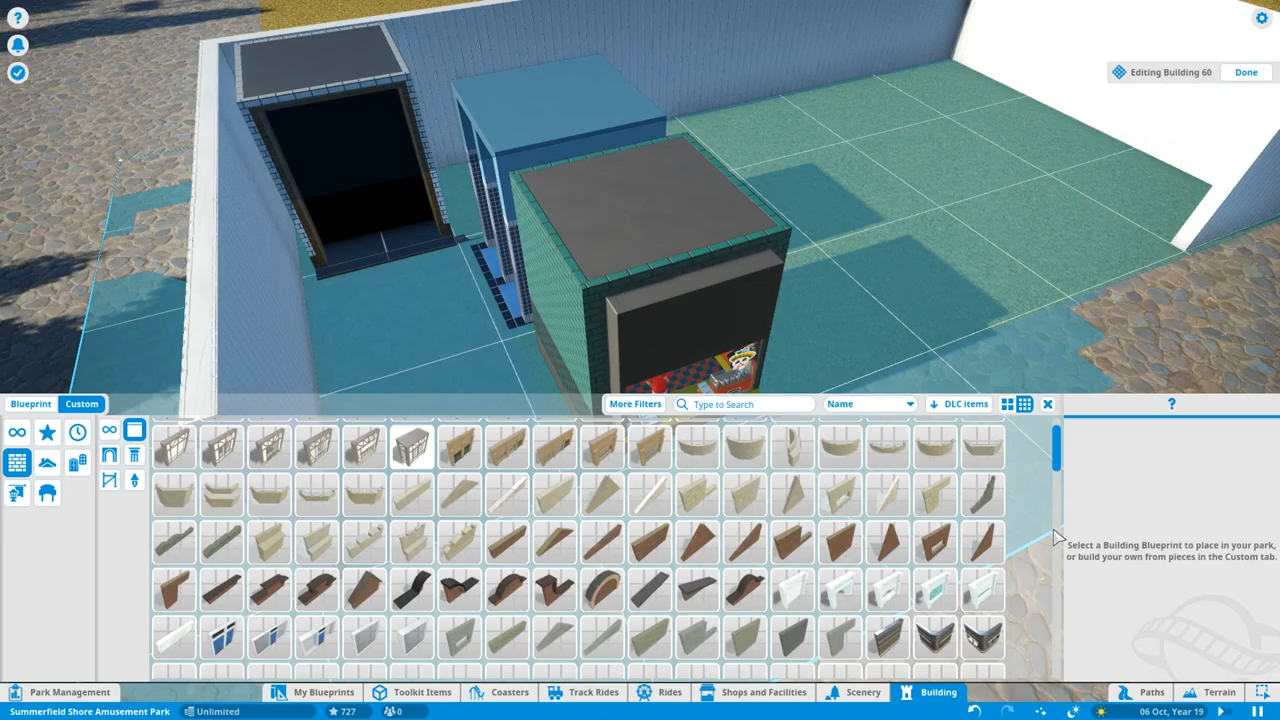 ?
Editing Building 60
Done
Blueprint
Custom
More Filters
Type to Search
Name
DLC items
?
Select a Building Blueprint to place in your park,
or build your own from pieces in the Custom tab.
Park Management
My Blueprints
Toolkit Items
Coasters
Track Rides
Rides
Shops and Facilities
Scenery
Building
Paths
Terrain
Summerfield Shore Amusement Park
Unlimited
727
0
06 Oct, Year 19